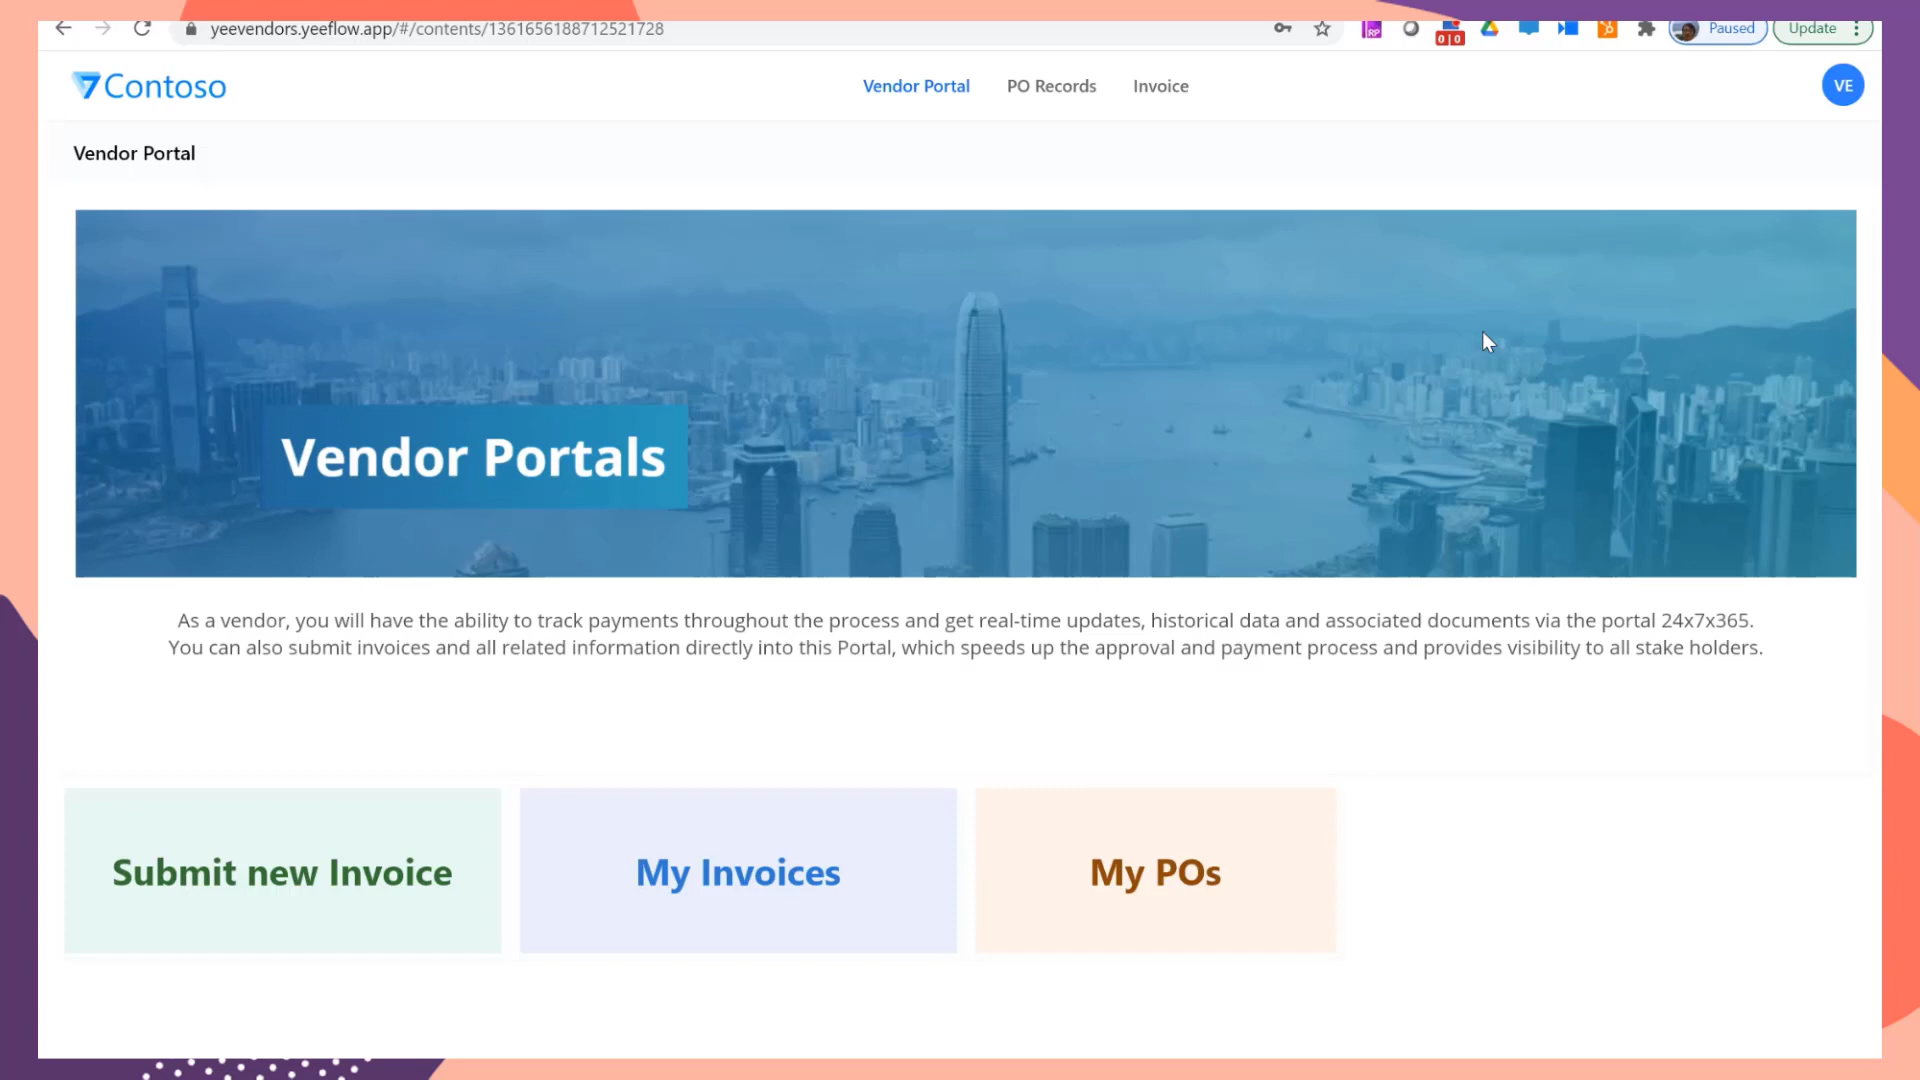 yeevendors.yeeflow.app/#/contents/1361656188712521728
RP
0|0
Paused
Update
Contoso
Vendor Portal
PO Records
Invoice
VE
Vendor Portal
Vendor Portals
As a vendor, you will have the ability to track payments throughout the process and get real-time updates, historical data and associated documents via the portal 24x7x365.
You can also submit invoices and all related information directly into this Portal, which speeds up the approval and payment process and provides visibility to all stake holders.
Submit new Invoice
My Invoices
My POs